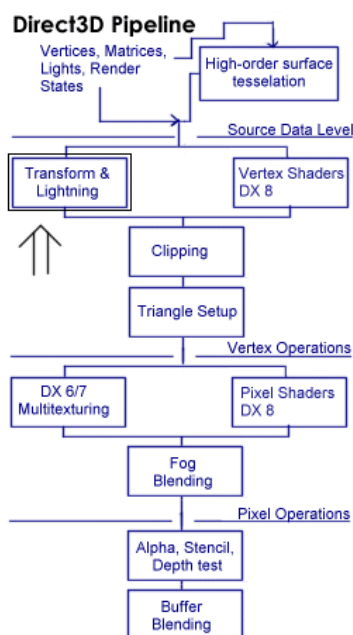 Direct3D Pipeline
Vertices, Matrices,
Lights, Render
States
High-order surface
tesselation
Source Data Level
Transform &
Lightning
Vertex Shaders
DX 8
Clipping
Triangle Setup
Vertex Operations
DX 6/7
Multitexturing
Pixel Shaders
DX 8
Fog
Blending
Pixel Operations
Alpha, Stencil,
Depth test
Buffer
Blending